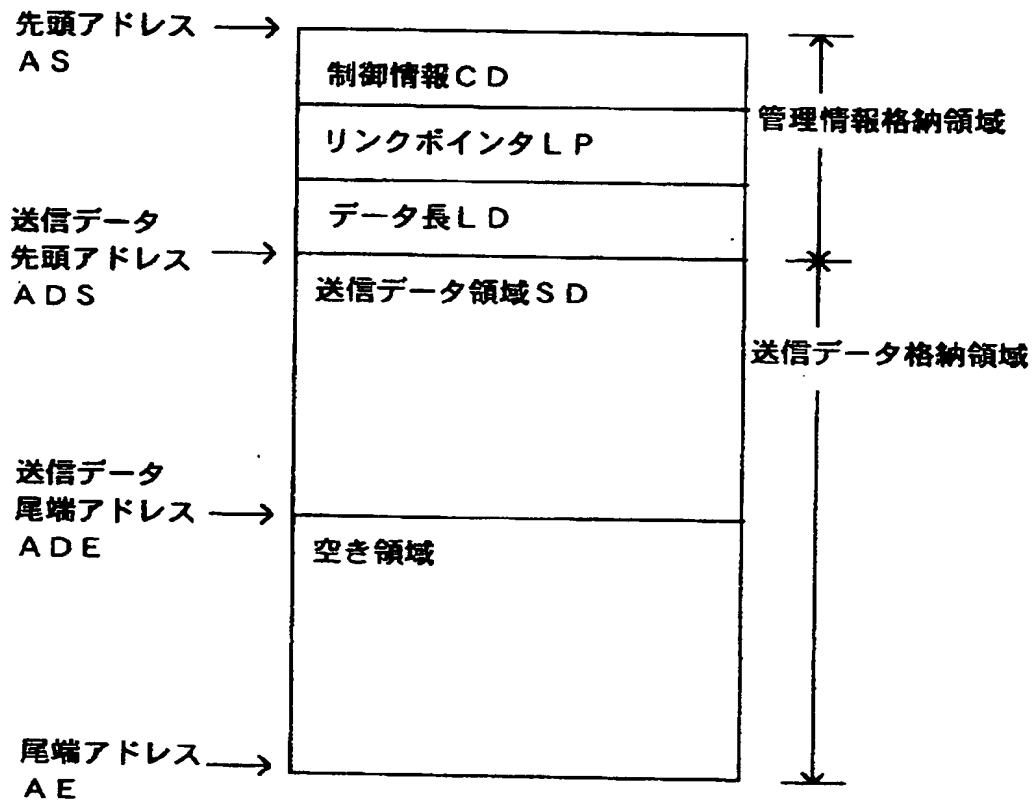 先頭アドレス
ＡＳ
制御情報ＣＤ
管理情報格納領域
リンクポインタＬＰ
データ長ＬＤ
送信データ
先頭アドレス
ＡＤＳ
送信データ領域ＳＤ
送信データ格納領域
送信データ
尾端アドレス
ＡＤＥ
空き領域
尾端アドレス
ＡＥ